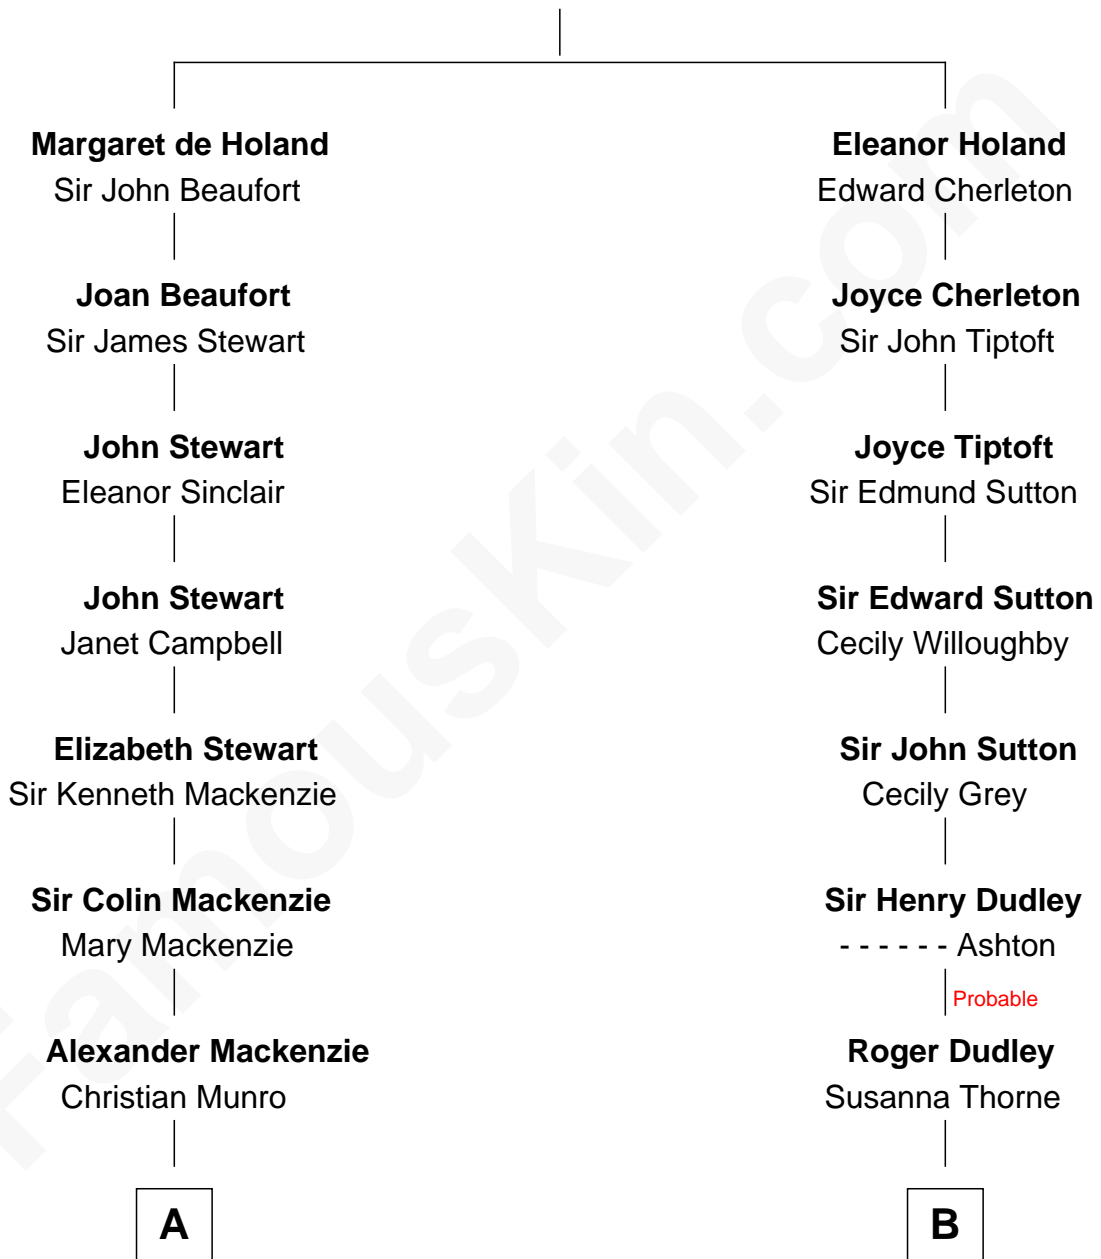 Margaret de Holand
Sir John Beaufort
Joan Beaufort
Sir James Stewart
John Stewart
Eleanor Sinclair
John Stewart
Janet Campbell
Elizabeth Stewart
Sir Kenneth Mackenzie
Sir Colin Mackenzie
Mary Mackenzie
Alexander Mackenzie
Christian Munro
A
Eleanor Holand
Edward Cherleton
Joyce Cherleton
Sir John Tiptoft
Joyce Tiptoft
Sir Edmund Sutton
Sir Edward Sutton
Cecily Willoughby
Sir John Sutton
Cecily Grey
Sir Henry Dudley
- - - - - - Ashton
Probable
Roger Dudley
Susanna Thorne
B
FamousKin.com